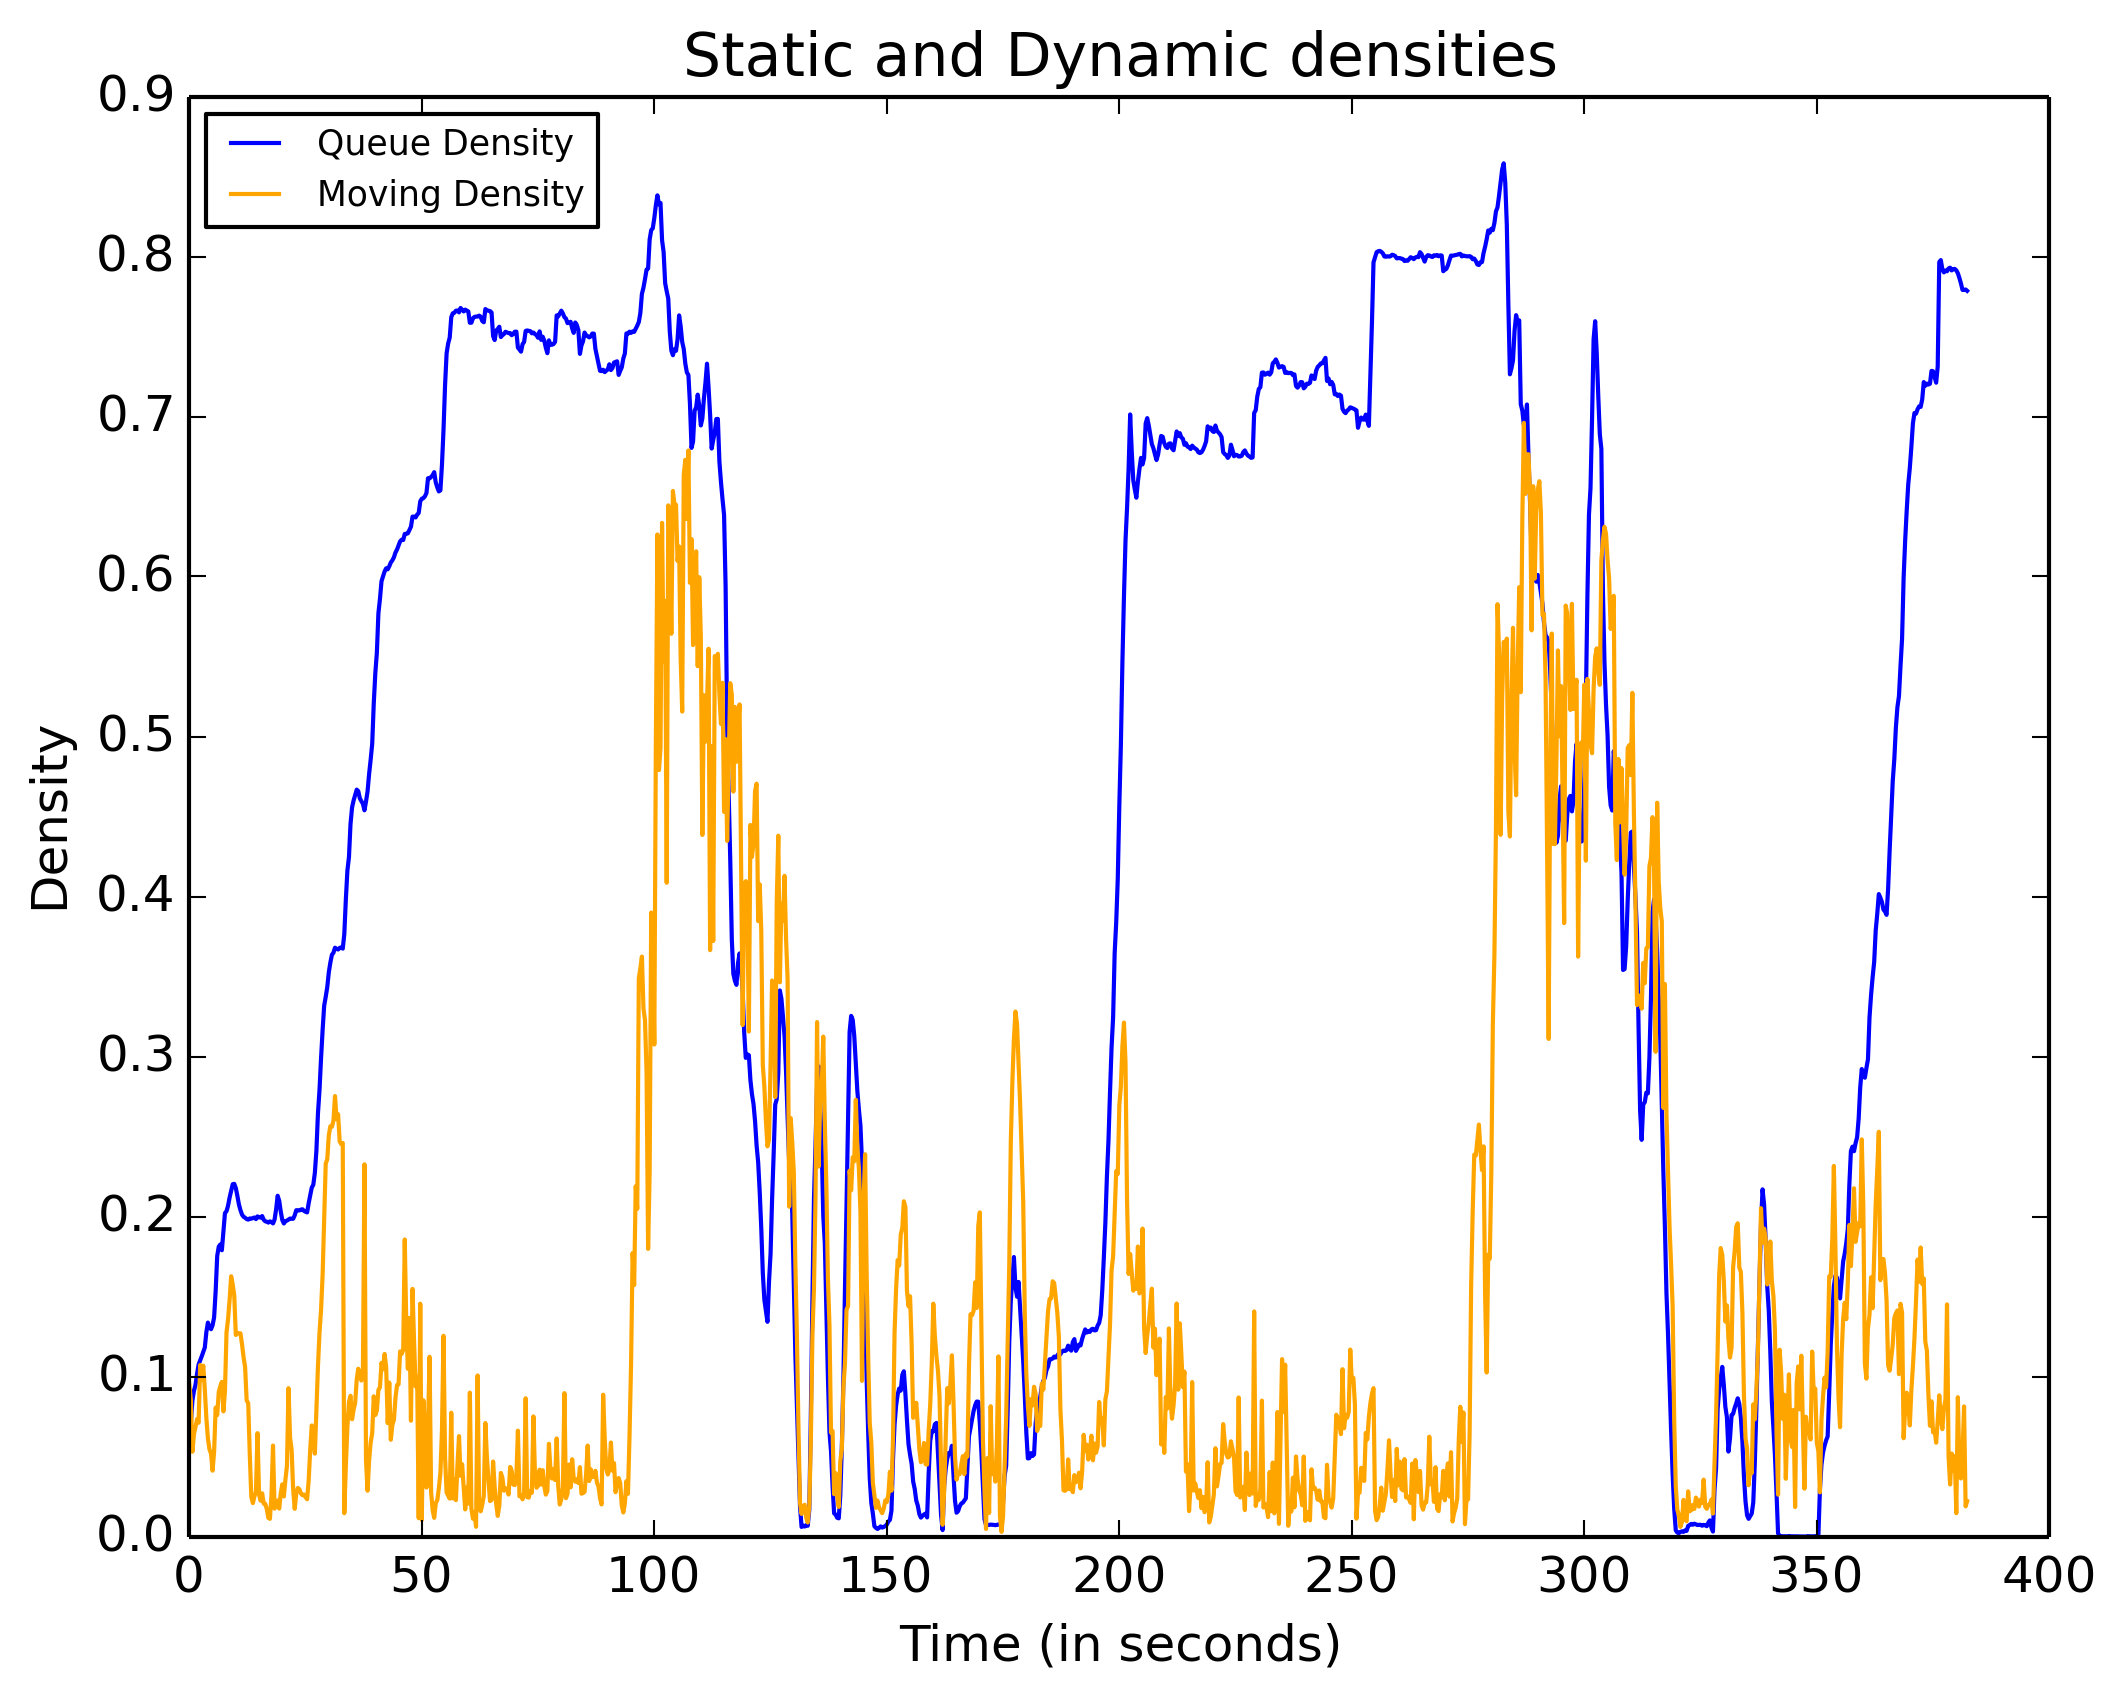 Static and Dynamic densities
0.9
Queue Density
Moving Density
0.8
0.7
0.6
0.5
0.4
0.3
0.2
0.1
0.0
Density
0 50 100 150 200 250 300 350 400
Time (in seconds)